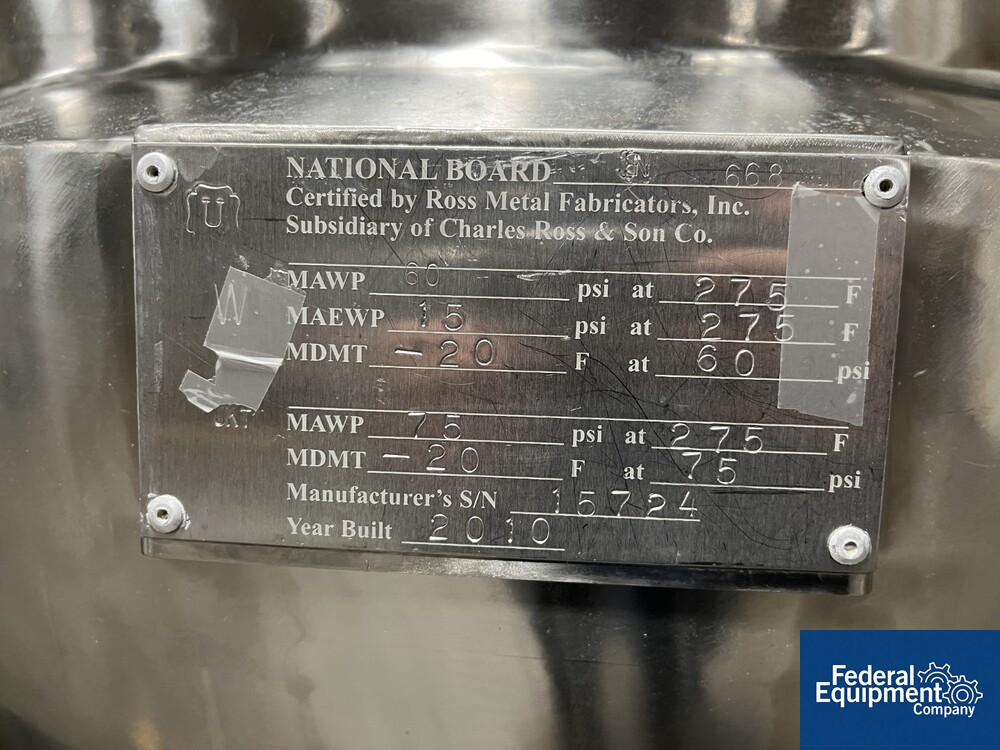 NATIONAL BOARD 668
U
Certified by Ross Metal Fabricators, Inc.
Subsidiary of Charles Ross & Son Co.
MAWP 60 psi at 275 F
W
MAEWP 15 psi at 275 F
MDMT -20 F at 60 psi
MAWP 75 psi at 275 F
MDMT -20 F at 75 psi
Manufacturer's S/N 15724
Year Built 2010
Federal
Equipment
Company